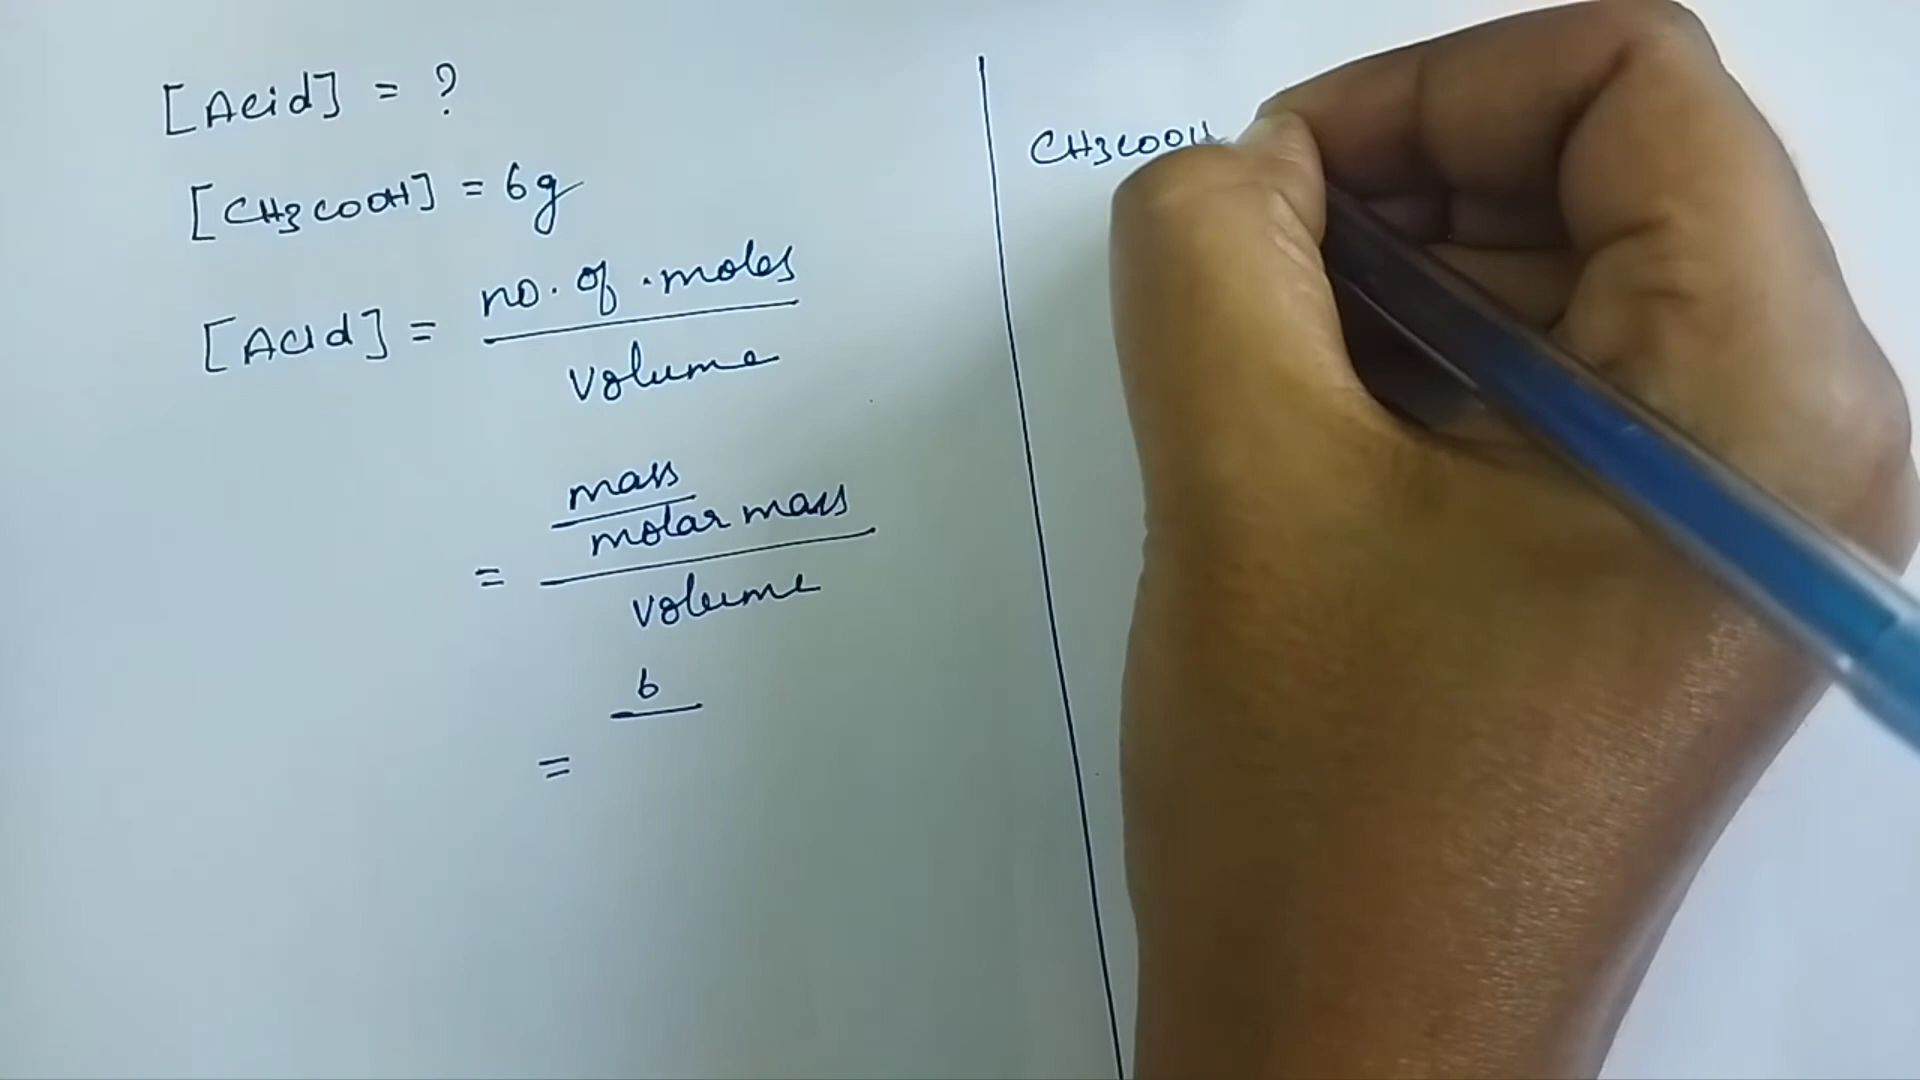 [Acid] = ?
[CH3COOH] = 6g
[Acid] = no. of . moles
volume
mass
molar mass
=
volume
6
=
CH3COOH